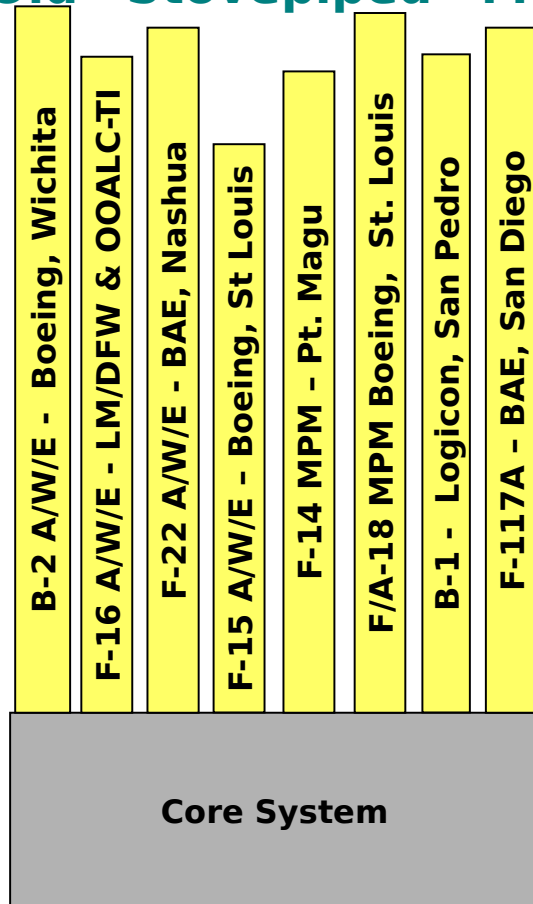 "Stovepiped"
B-2 A/W/E - Boeing, Wichita
F-16 A/W/E - LM/DFW & OOALC-TI
F-22 A/W/E - BAE, Nashua
F-15 A/W/E – Boeing, St Louis
F-14 MPM – Pt. Magu
F/A-18 MPM Boeing, St. Louis
B-1 - Logicon, San Pedro
F-117A – BAE, San Diego
Core System